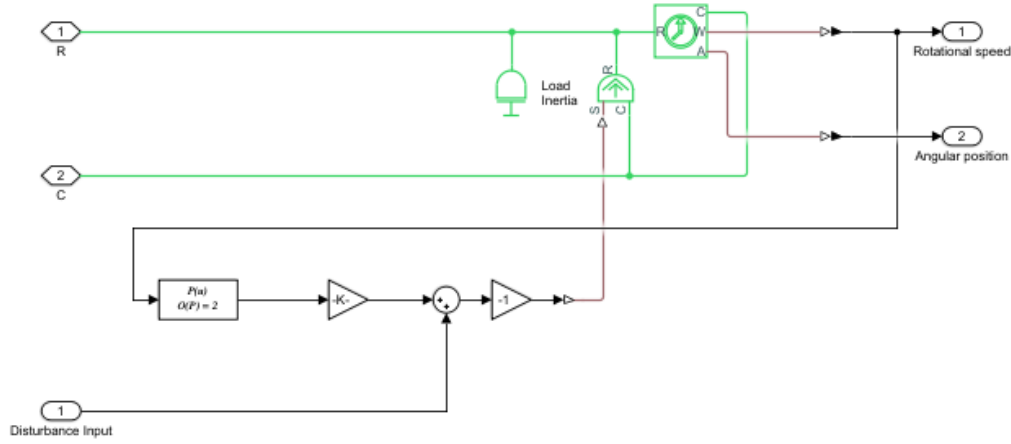 1
R
Load
Inertia
R
S
C
R
C
W
A
1
Rotational speed
2
Angular position
2
C
P(u)
O(P) = 2
-K-
-1
1
Disturbance Input